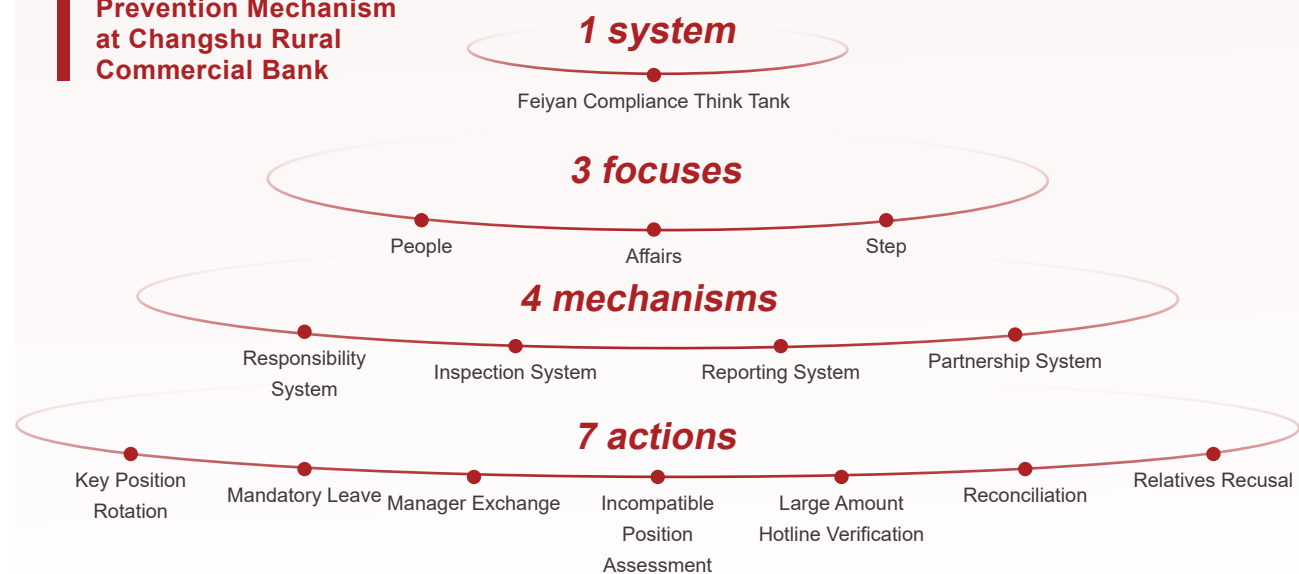 Prevention Mechanism
at Changshu Rural
Commercial Bank
1 system
Feiyan Compliance Think Tank
3 focuses
People
Affairs
Step
4 mechanisms
Responsibility
System
Inspection System
Reporting System
Partnership System
7 actions
Key Position
Rotation
Mandatory Leave
Manager Exchange
Incompatible
Position
Assessment
Large Amount
Hotline Verification
Reconciliation
Relatives Recusal